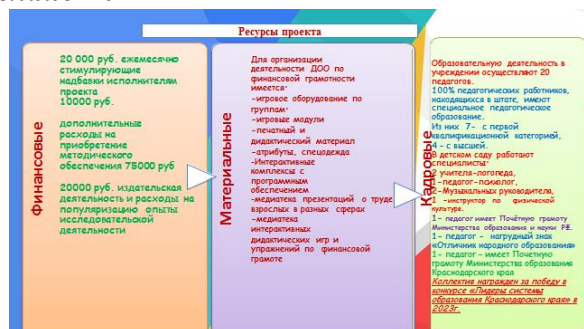 Ресурсы проекта
Финансовые
20 000 руб. ежемесячно
стимулирующие
надбавки исполнителям
проекта
10000 руб.
дополнительные
расходы на
приобретение
методического
обеспечения 75000 руб
20000 руб. издательская
деятельность и расходы на
популяризацию опыты
исследовательской
деятельности
Материальные
Для организации
деятельности ДОО по
финансовой грамотности
имеется:
-игровое оборудование по
группам:
-игровые модули
-печатный и
дидактический материал
-атрибуты, спецодежда
-Интерактивные
комплексы с
программным
обеспечением
-медиатека презентаций о труде
взрослых в разных сферах
-медиатека
интерактивных
дидактических игр и
упражнений по финансовой
грамоте
Кадровые
Образовательную деятельность в
учреждении осуществляют 20
педагогов.
100% педагогических работников,
находящихся в штате, имеют
специальное педагогическое
образование.
Из них 7- с первой
квалификационной категорией,
4 – с высшей.
В детском саду работают
специалисты:
2 учителя-логопеда,
1 -педагог-психолог,
2 -Музыкальных руководителя,
1 -инструктор по физической
культуре.
1 - педагог имеет Почётную грамоту
Министерства образования и науки РФ.
1 – педагог – нагрудный знак
«Отличник народного образования»
1 – педагог – имеет Почетную
грамоту Министерства образования
Краснодарского края
Коллектив награжден за победу в
конкурсе «Лидеры системы
образования Краснодарского края» в
2023г.